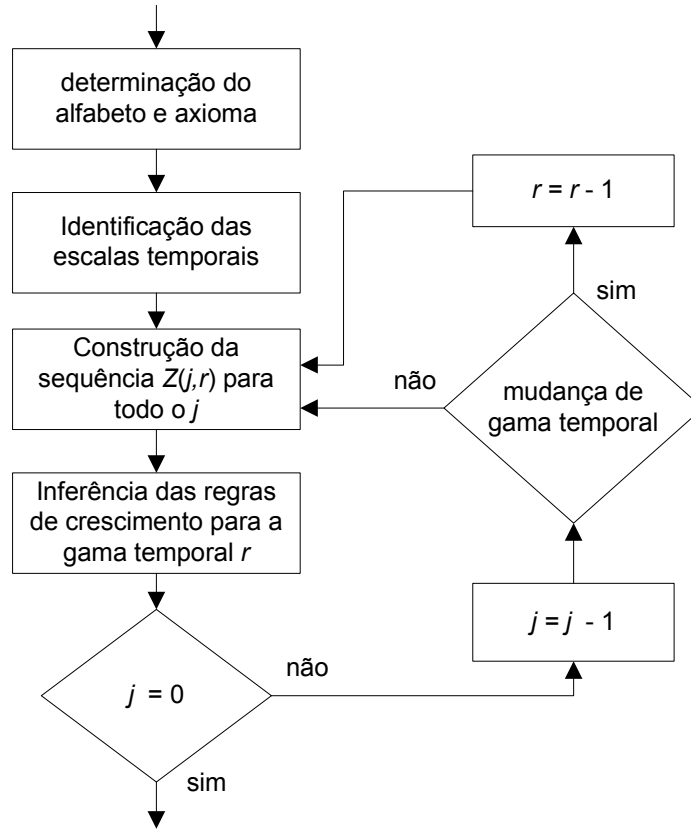 determinação do
alfabeto e axioma
Identificação das
escalas temporais
Construção da
sequência Z(j,r) para
todo o j
Inferência das regras
de crescimento para a
gama temporal r
j = 0
não
sim
j = j - 1
mudança de
gama temporal
não
sim
r = r - 1